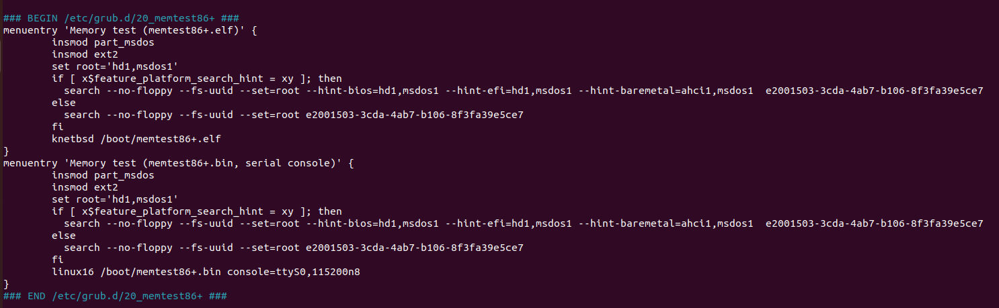 ### BEGIN /etc/grub.d/20_memtest86+ ###
menuentry 'Memory test (memtest86+.elf)' {
        insmod part_msdos
        insmod ext2
        set root='hd1,msdos1'
        if [ x$feature_platform_search_hint = xy ]; then
          search --no-floppy --fs-uuid --set=root --hint-bios=hd1,msdos1 --hint-efi=hd1,msdos1 --hint-baremetal=ahci1,msdos1  e2001503-3cda-4ab7-b106-8f3fa39e5ce7
        else
          search --no-floppy --fs-uuid --set=root e2001503-3cda-4ab7-b106-8f3fa39e5ce7
        fi
        knetbsd /boot/memtest86+.elf
}
menuentry 'Memory test (memtest86+.bin, serial console)' {
        insmod part_msdos
        insmod ext2
        set root='hd1,msdos1'
        if [ x$feature_platform_search_hint = xy ]; then
          search --no-floppy --fs-uuid --set=root --hint-bios=hd1,msdos1 --hint-efi=hd1,msdos1 --hint-baremetal=ahci1,msdos1  e2001503-3cda-4ab7-b106-8f3fa39e5ce7
        else
          search --no-floppy --fs-uuid --set=root e2001503-3cda-4ab7-b106-8f3fa39e5ce7
        fi
        linux16 /boot/memtest86+.bin console=ttyS0,115200n8
}
### END /etc/grub.d/20_memtest86+ ###